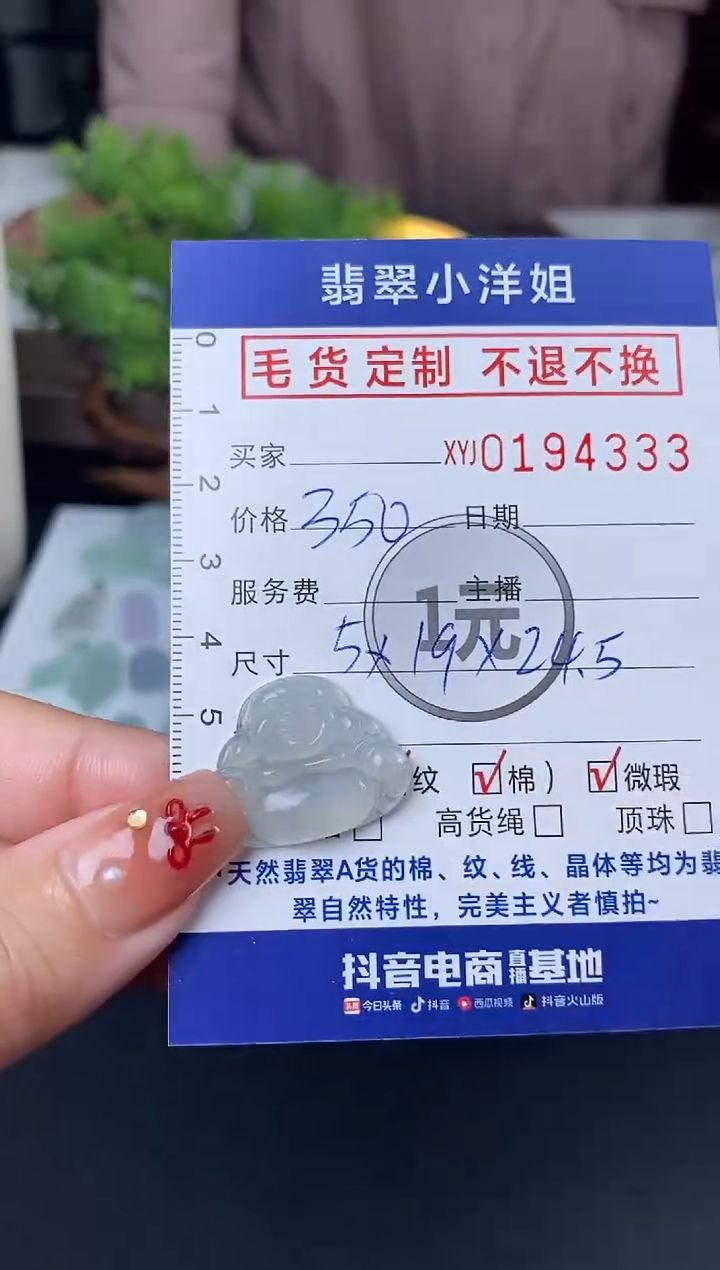 翡翠小洋姐
毛货定制 不退不换
0
1
2
3
4
5
买家 XYJ0194333
价格 350 日期
服务费 主播
1元
尺寸 5×19×24.5
纹 棉） 微瑕
高货绳 顶珠
天然翡翠A货的棉、纹、线、晶体等均为翡
翠自然特性，完美主义者慎拍~
抖音电商直播基地
头条 今日头条 抖音 西瓜视频 抖音火山版